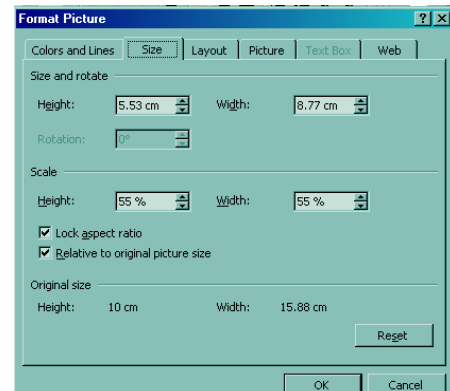 Format Picture
Colors and Lines Size Layout Picture Text Box Web
Size and rotate
Height: 5.53 cm Width: 8.77 cm
Rotation: 0°
Scale
Height: 55 % Width: 55 %
Lock aspect ratio
Relative to original picture size
Original size
Height: 10 cm Width: 15.88 cm
Reset
OK Cancel